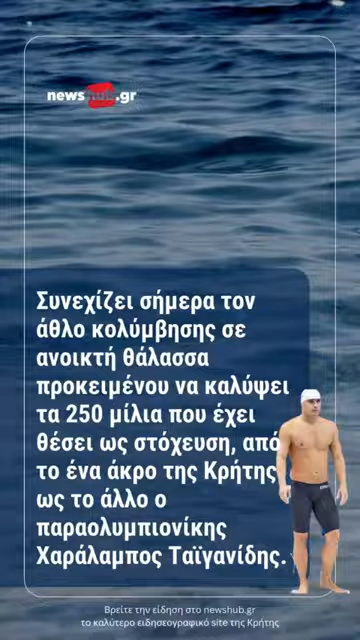 newshub.gr
Συνεχίζει σήμερα τον
άθλο κολύμβησης σε
ανοικτή θάλασσα
προκειμένου να καλύψει
τα 250 μίλια που έχει
θέσει ως στόχευση, από
το ένα άκρο της Κρήτης
ως το άλλο ο
παραολυμπιονίκης
Χαράλαμπος Ταϊγανίδης.
Βρείτε την είδηση στο newshub.gr
το καλύτερο ειδησεογραφικό site της Κρήτης